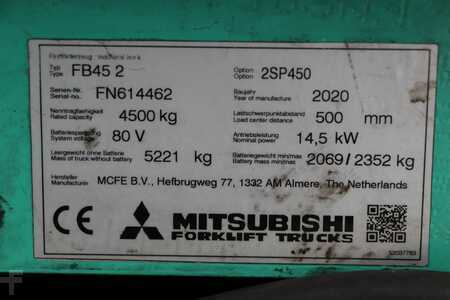 Typ FB45 2 Option 2SP450
Type Option
Serien-Nr. FN614462 Baujahr 2020
Serial-no. Year of manufacture
Nenntragfähigkeit 4500 kg Lastschwerpunktabstand 500 mm
Rated capacity Load center distance
Batteriespannung 80 V Antriebsleistung 14,5 kW
System voltage Nominal power
Leergewicht ohne Batterie 5221 kg Batteriegewicht min/max 2069/2352 kg
Mass of truck without battery Battery mass min/max
Hersteller MCFE B.V., Hefbrugweg 77, 1332 AM Almere, The Netherlands
Manufacturer
CE MITSUBISHI
FORKLIFT TRUCKS